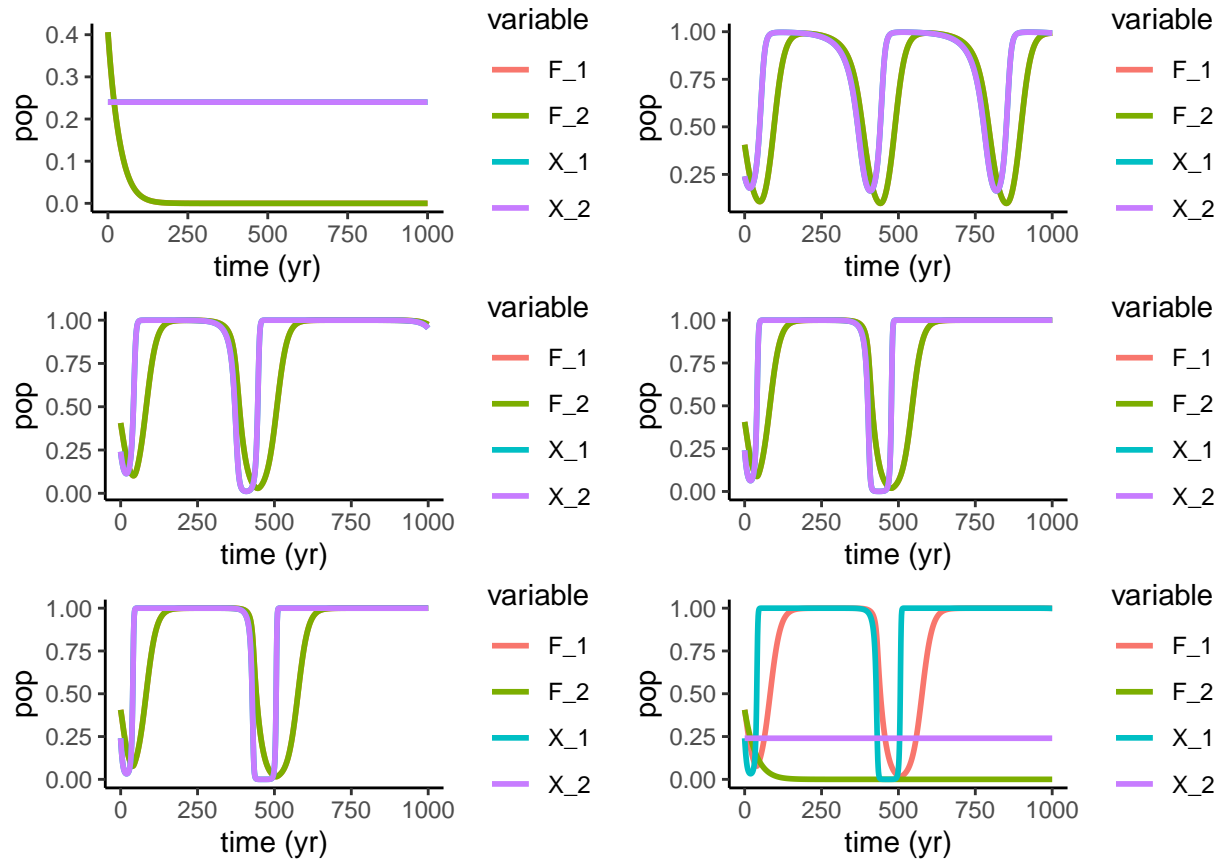 variable
0.4
0.3
0.2
0.1
0.0
pop
0
250
500
750
1000
time (yr)
F_1
F_2
X_1
X_2
variable
1.00
0.75
0.50
0.25
pop
0
250
500
750
1000
time (yr)
F_1
F_2
X_1
X_2
variable
1.00
0.75
0.50
0.25
0.00
pop
0
250
500
750
1000
time (yr)
F_1
F_2
X_1
X_2
variable
1.00
0.75
0.50
0.25
0.00
pop
0
250
500
750
1000
time (yr)
F_1
F_2
X_1
X_2
variable
1.00
0.75
0.50
0.25
0.00
pop
0
250
500
750
1000
time (yr)
F_1
F_2
X_1
X_2
variable
1.00
0.75
0.50
0.25
0.00
pop
0
250
500
750
1000
time (yr)
F_1
F_2
X_1
X_2